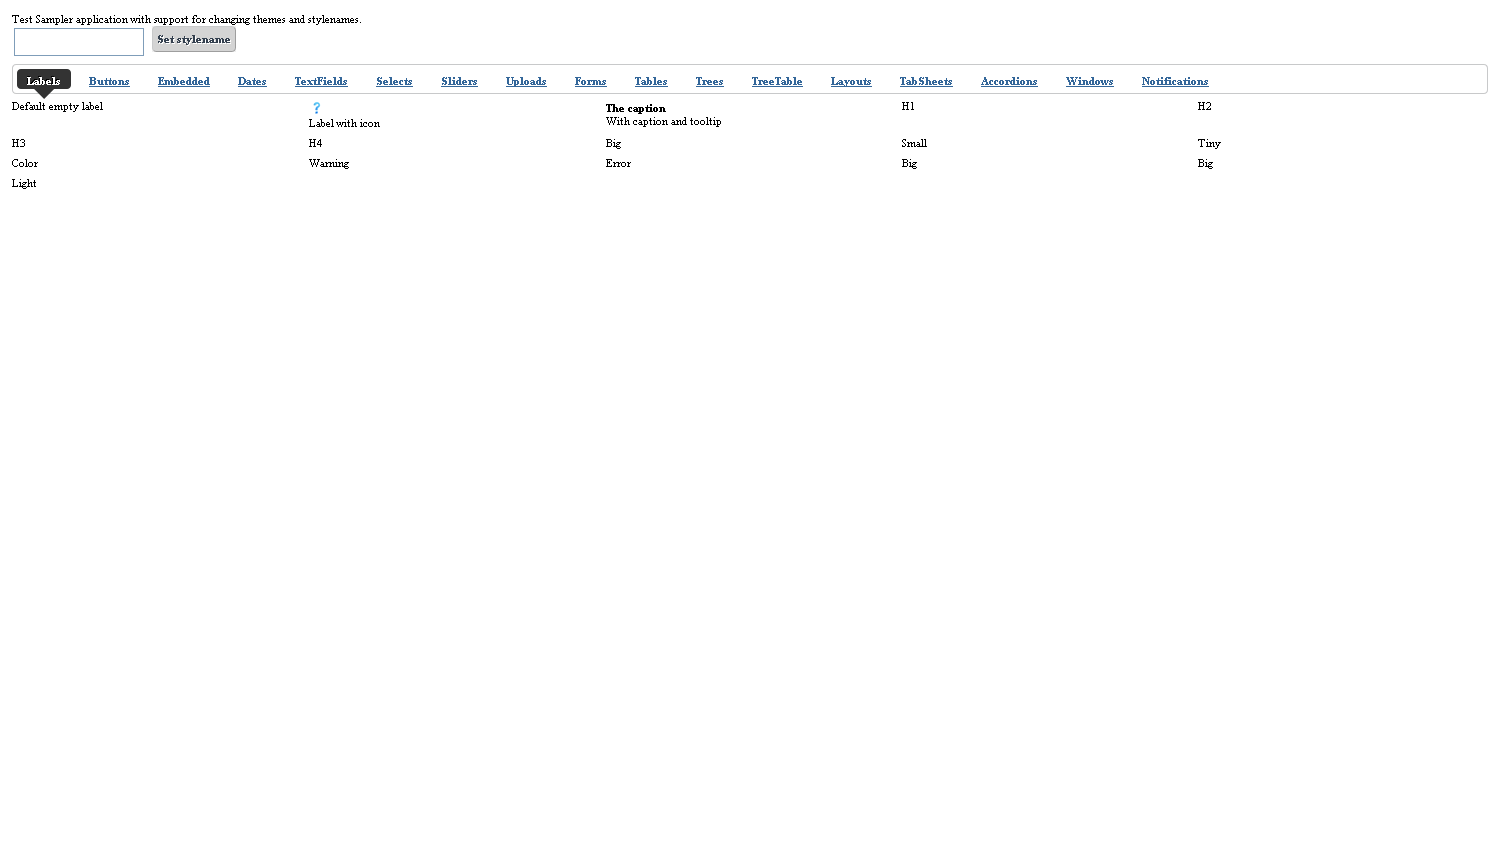 Test Sampler application with support for changing themes and stylenames.
Set stylename
Labels Buttons Embedded Dates TextFields Selects Sliders Uploads Forms Tables Trees TreeTable Layouts TabSheets Accordions Windows Notifications
Default empty label
?
Label with icon
The caption
With caption and tooltip
H1
H2
H3 H4 Big Small Tiny
Color Warning Error Big Big
Light